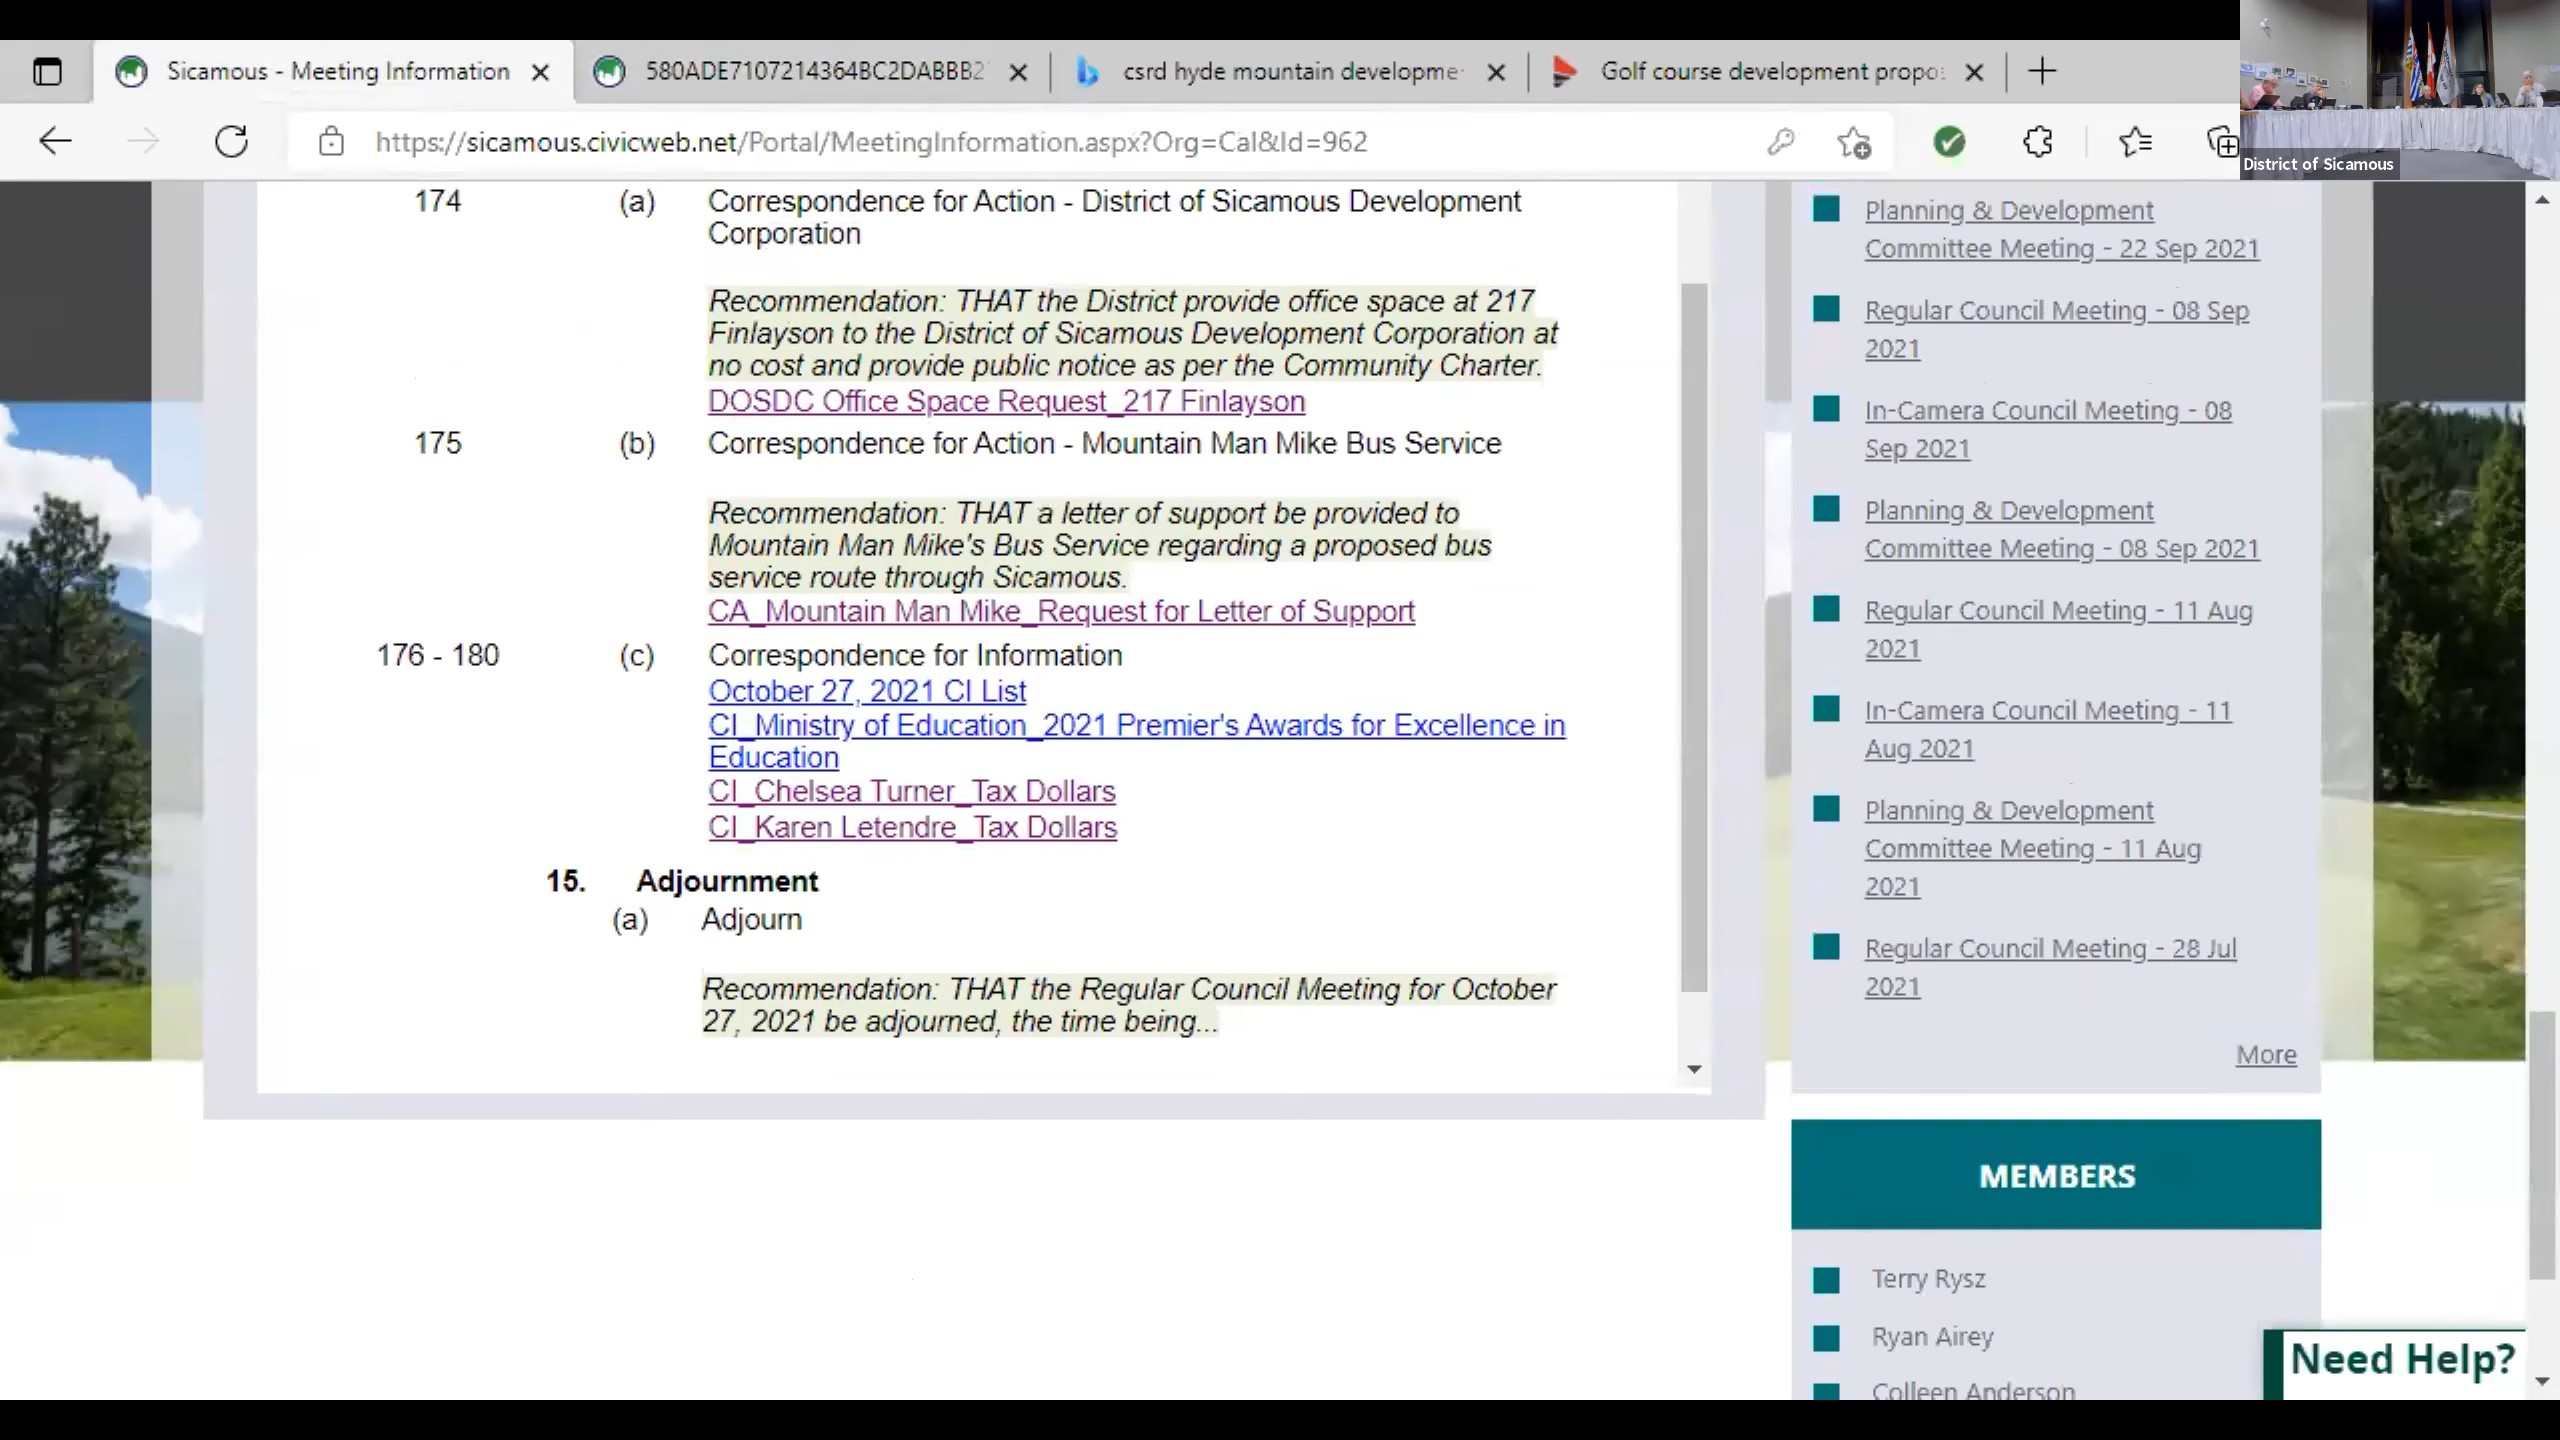 Sicamous - Meeting Information
580ADE7107214364BC2DABBB2
csrd hyde mountain developme
Golf course development propo
https://sicamous.civicweb.net/Portal/MeetingInformation.aspx?Org=Cal&Id=962
District of Sicamous
174 (a) Correspondence for Action - District of Sicamous Development
Corporation
Recommendation: THAT the District provide office space at 217
Finlayson to the District of Sicamous Development Corporation at
no cost and provide public notice as per the Community Charter.
DOSDC Office Space Request_217 Finlayson
175 (b) Correspondence for Action - Mountain Man Mike Bus Service
Recommendation: THAT a letter of support be provided to
Mountain Man Mike's Bus Service regarding a proposed bus
service route through Sicamous.
CA_Mountain Man Mike_Request for Letter of Support
176 - 180 (c) Correspondence for Information
October 27, 2021 CI List
CI_Ministry of Education_2021 Premier's Awards for Excellence in
Education
CI_Chelsea Turner_Tax Dollars
CI_Karen Letendre_Tax Dollars
15. Adjournment
(a) Adjourn
Recommendation: THAT the Regular Council Meeting for October
27, 2021 be adjourned, the time being...
Planning & Development
Committee Meeting - 22 Sep 2021
Regular Council Meeting - 08 Sep
2021
In-Camera Council Meeting - 08
Sep 2021
Planning & Development
Committee Meeting - 08 Sep 2021
Regular Council Meeting - 11 Aug
2021
In-Camera Council Meeting - 11
Aug 2021
Planning & Development
Committee Meeting - 11 Aug
2021
Regular Council Meeting - 28 Jul
2021
More
MEMBERS
Terry Rysz
Ryan Airey
Colleen Anderson
Need Help?